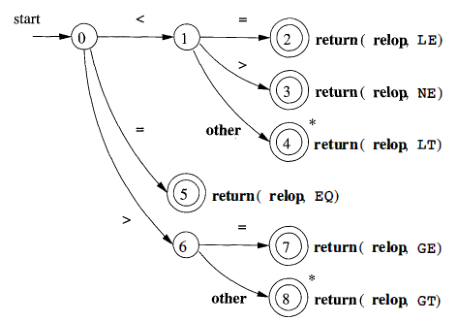 start
0 < 1 = 2 return( relop, LE)
> 3 return( relop, NE)
other 4 * return( relop, LT)
= 5 return( relop, EQ)
> 6 = 7 return( relop, GE)
other 8 * return( relop, GT)